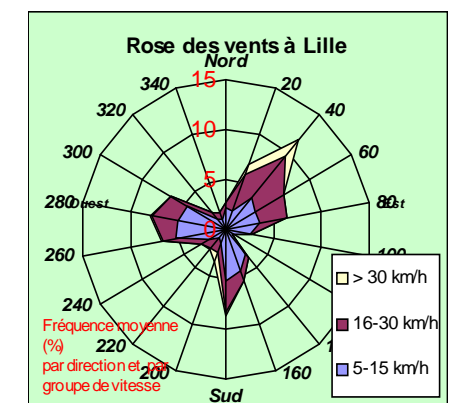 Rose des vents à Lille
Nord
15
340
20
320
40
10
300
60
5
280
Ouest
80
Est
0
260
100
> 30 km/h
240
16-30 km/h
Fréquence moyenne
(%)
par direction et par
groupe de vitesse
220
5-15 km/h
200
160
Sud